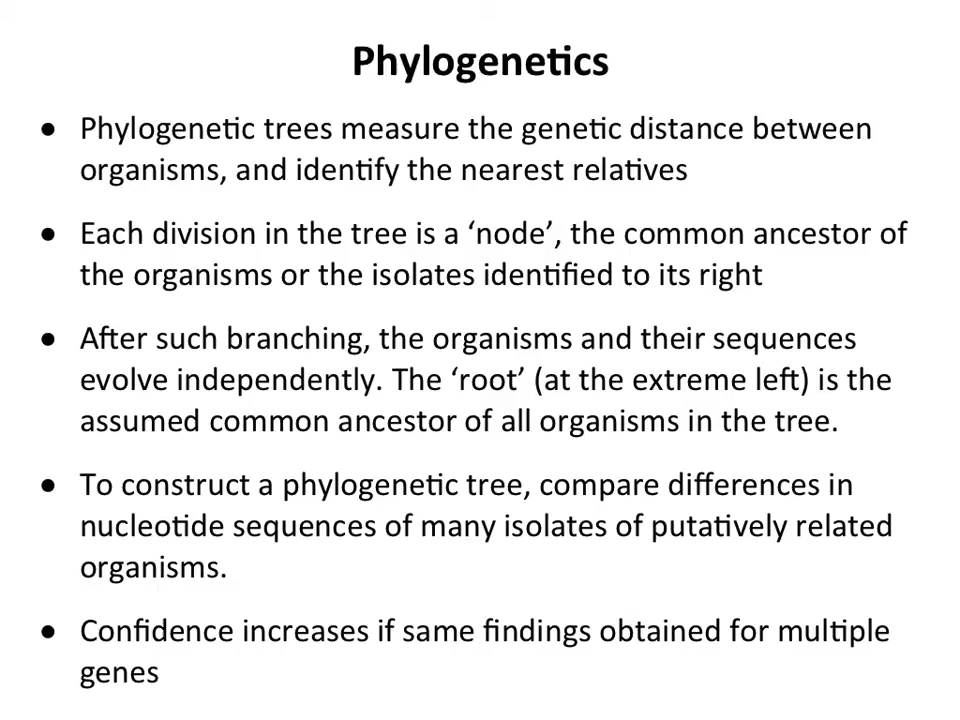 Phylogenetics
● Phylogenetic trees measure the genetic distance between
organisms, and identify the nearest relatives
● Each division in the tree is a ‘node’, the common ancestor of
the organisms or the isolates identified to its right
● After such branching, the organisms and their sequences
evolve independently. The ‘root’ (at the extreme left) is the
assumed common ancestor of all organisms in the tree.
● To construct a phylogenetic tree, compare differences in
nucleotide sequences of many isolates of putatively related
organisms.
● Confidence increases if same findings obtained for multiple
genes